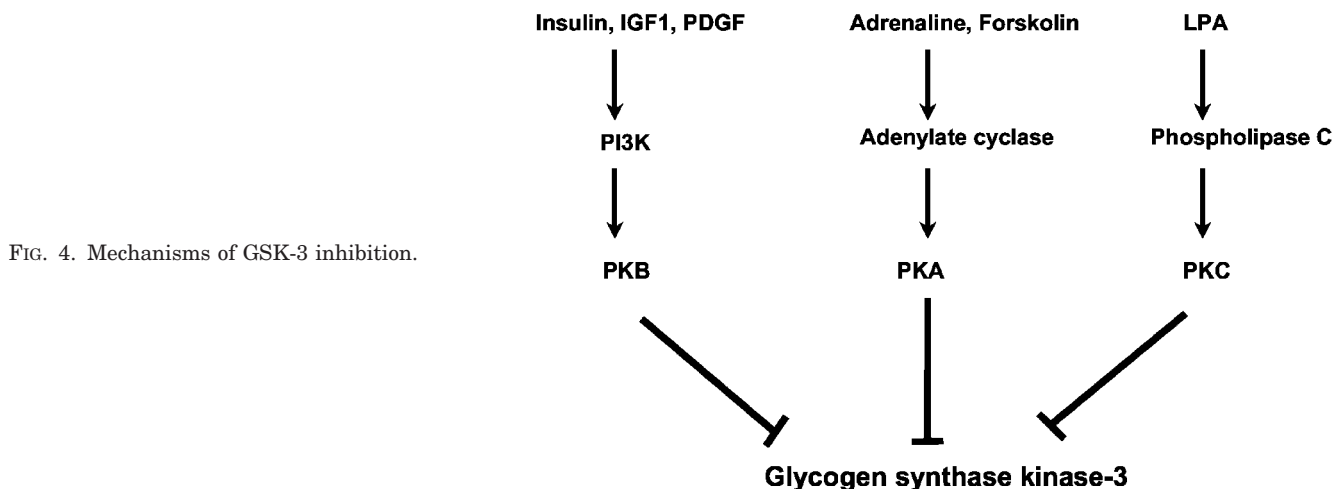 Insulin, IGF1, PDGF
Adrenaline, Forskolin
LPA
PI3K
Adenylate cyclase
Phospholipase C
FIG. 4. Mechanisms of GSK-3 inhibition.
PKB
PKA
PKC
Glycogen synthase kinase-3